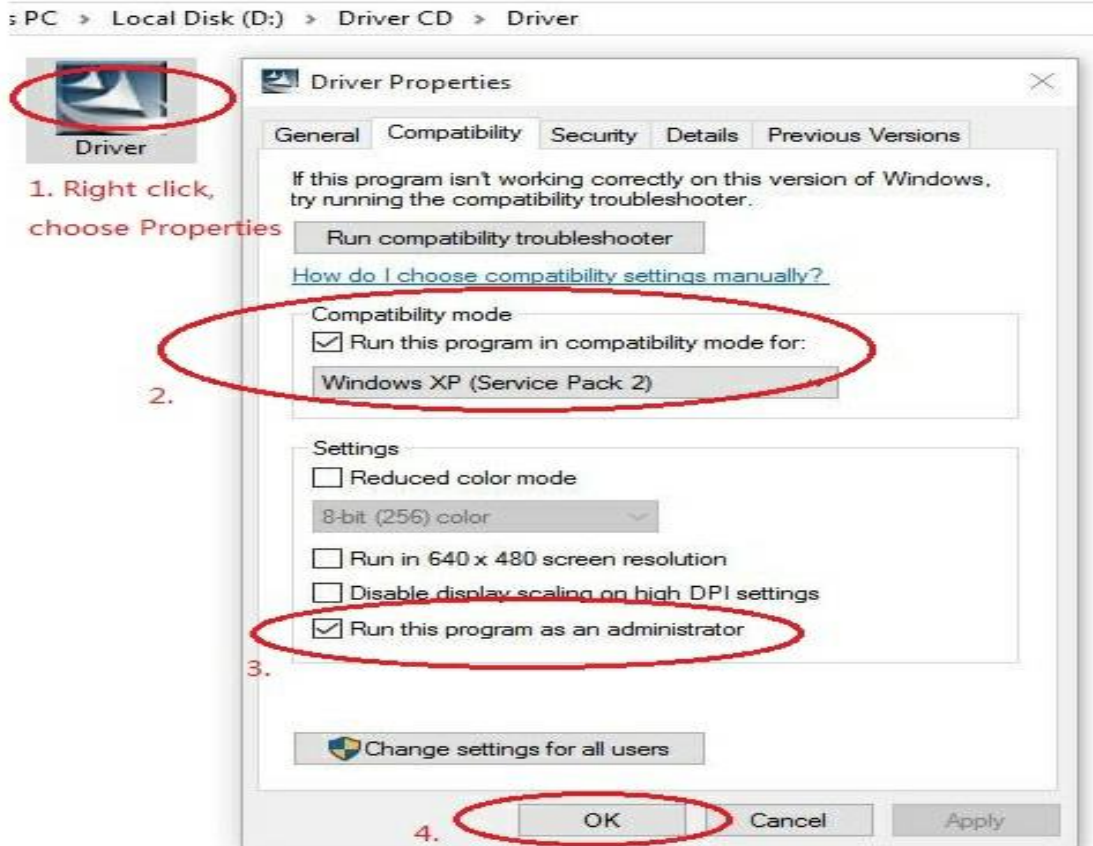 s PC > Local Disk (D:) > Driver CD > Driver
Driver
1. Right click,
choose Properties
Driver Properties
General Compatibility Security Details Previous Versions
If this program isn't working correctly on this version of Windows,
try running the compatibility troubleshooter.
Run compatibility troubleshooter
How do I choose compatibility settings manually?
Compatibility mode
Run this program in compatibility mode for:
Windows XP (Service Pack 2)
2.
Settings
Reduced color mode
8-bit (256) color
Run in 640 x 480 screen resolution
Disable display scaling on high DPI settings
Run this program as an administrator
3.
Change settings for all users
4.
OK Cancel Apply